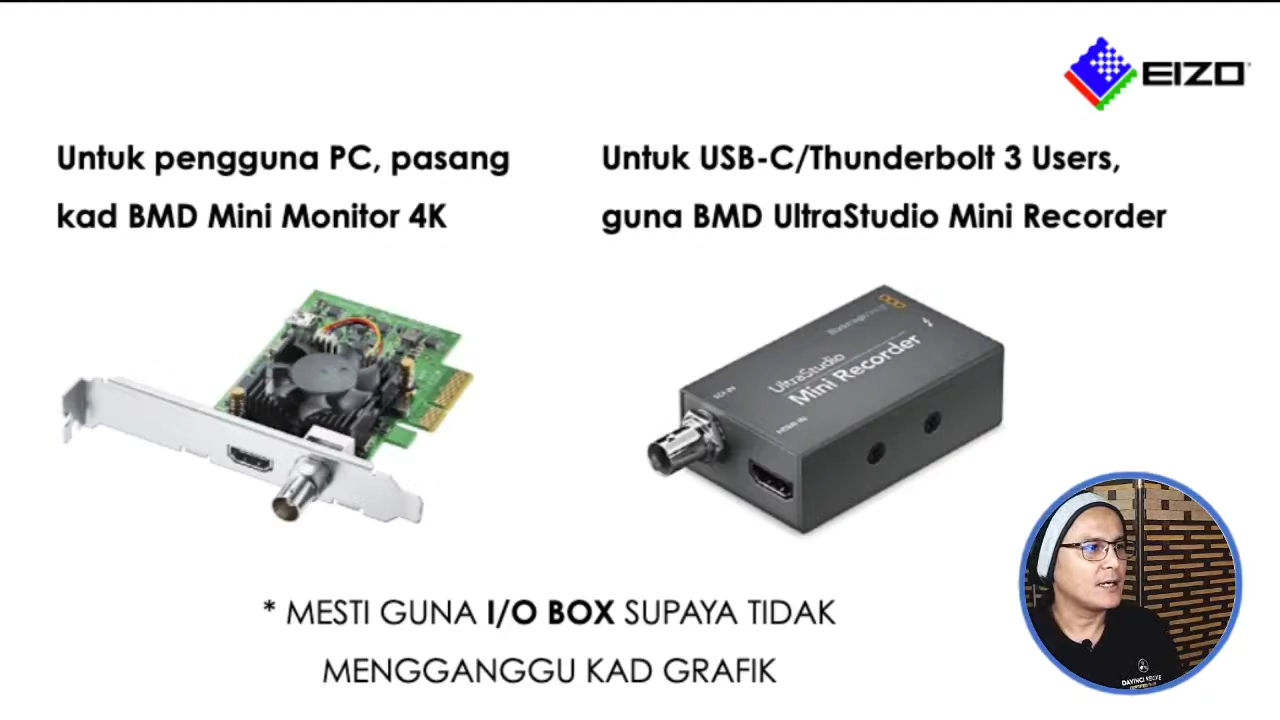 EIZO
Untuk pengguna PC, pasang
kad BMD Mini Monitor 4K
Untuk USB-C/Thunderbolt 3 Users,
guna BMD UltraStudio Mini Recorder
UltraStudio
Mini Recorder
* MESTI GUNA I/O BOX SUPAYA TIDAK
MENGGANGGU KAD GRAFIK